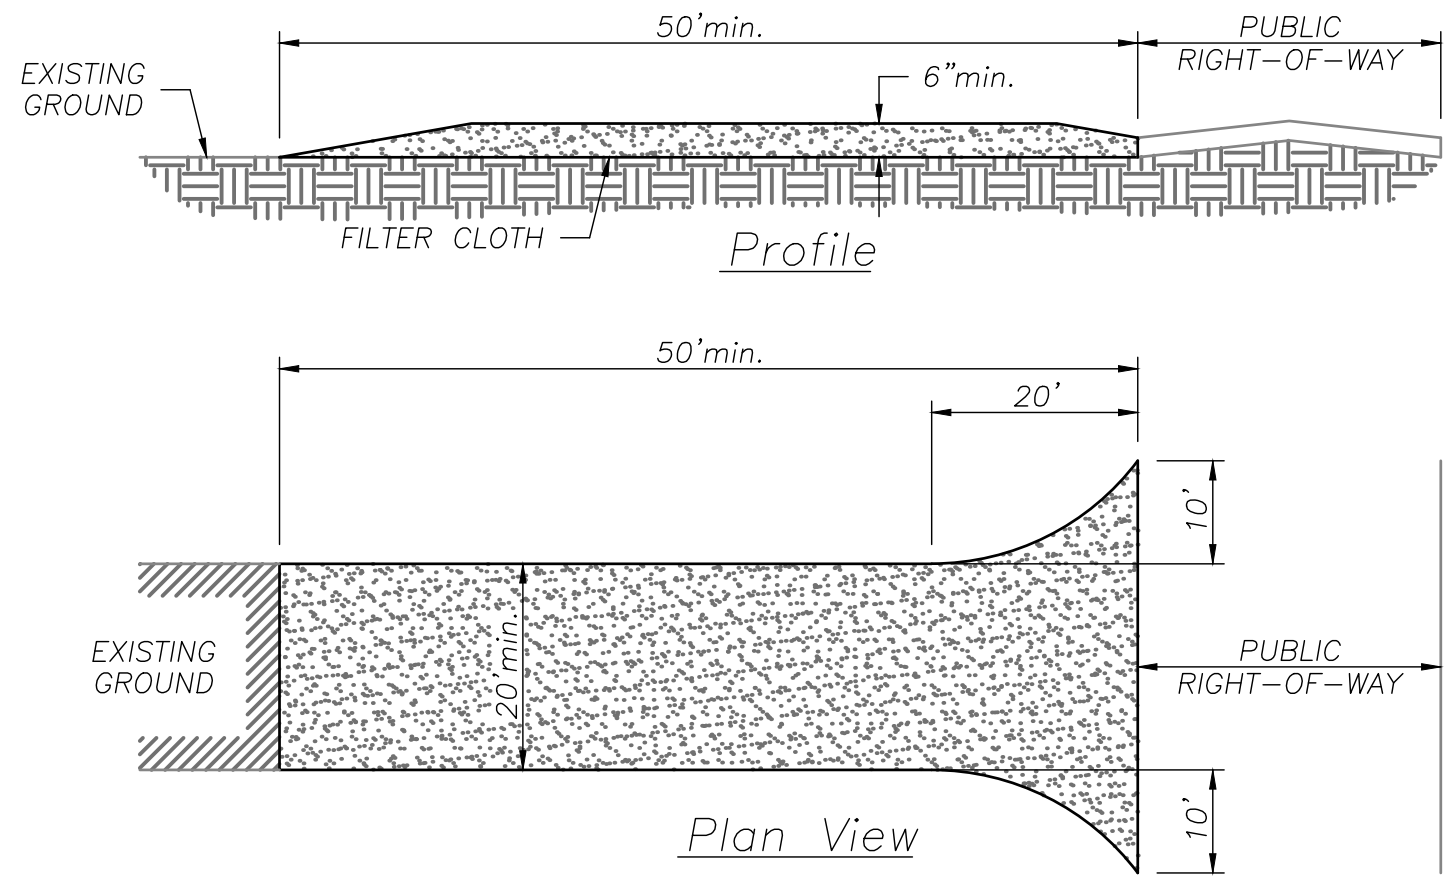 50'min.
PUBLIC
RIGHT-OF-WAY
EXISTING
GROUND
6"min.
FILTER CLOTH
Profile
50'min.
20'
10'
20'min.
EXISTING
GROUND
PUBLIC
RIGHT-OF-WAY
10'
Plan View